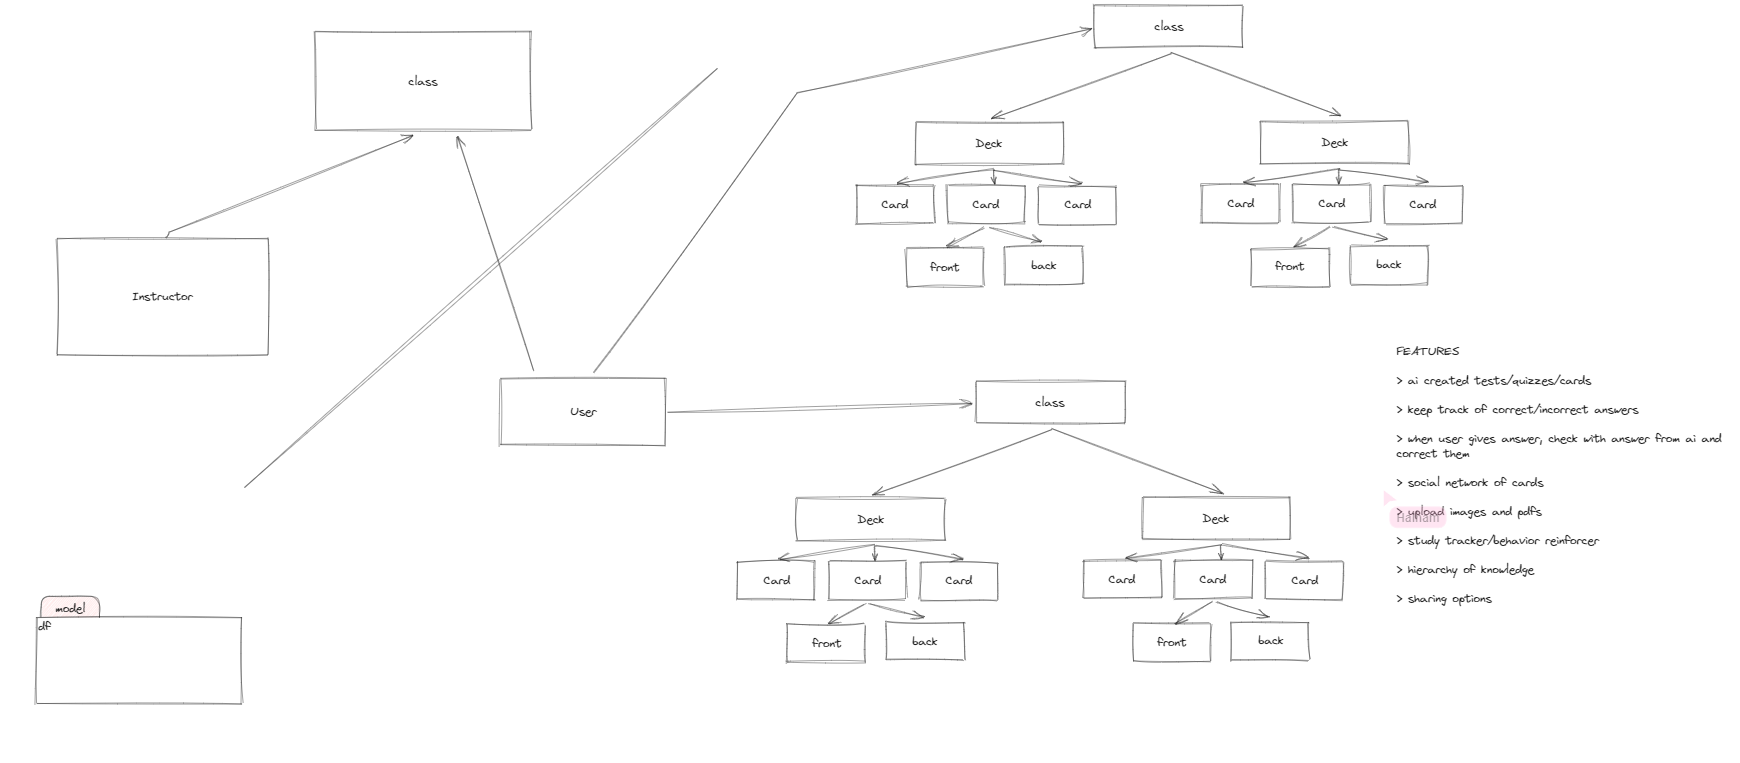 class
class
Deck
Deck
Card
Card
Card
Card
Card
Card
front
back
front
back
Instructor
User
class
Deck
Deck
Card
Card
Card
Card
Card
Card
front
back
front
back
FEATURES
> ai created tests/quizzes/cards
> keep track of correct/incorrect answers
> when user gives answer, check with answer from ai and
correct them
> social network of cards
> upload images and pdfs
> study tracker/behavior reinforcer
> hierarchy of knowledge
> sharing options
model
df